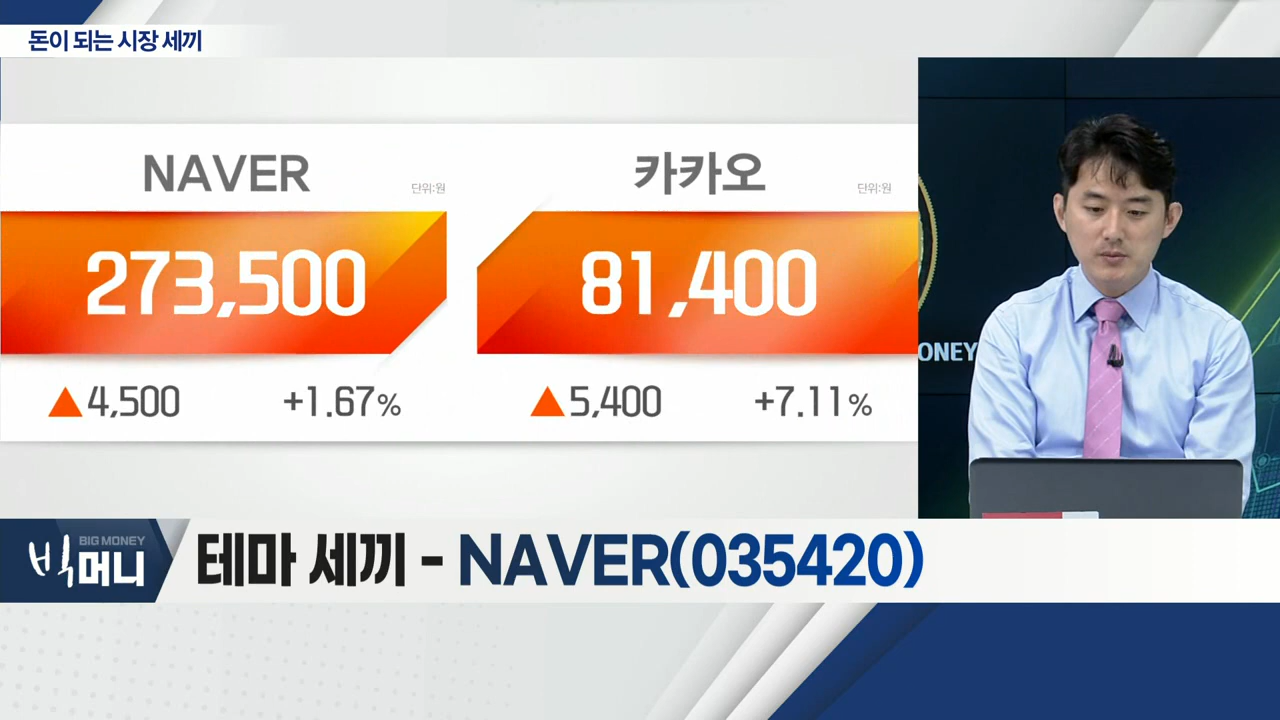 돈이 되는 시장 세끼
NAVER
단위:원
273,500
▲4,500 +1.67%
카카오
단위:원
81,400
▲5,400 +7.11%
ONEY
BIG MONEY
빅머니
테마 세끼 - NAVER(035420)